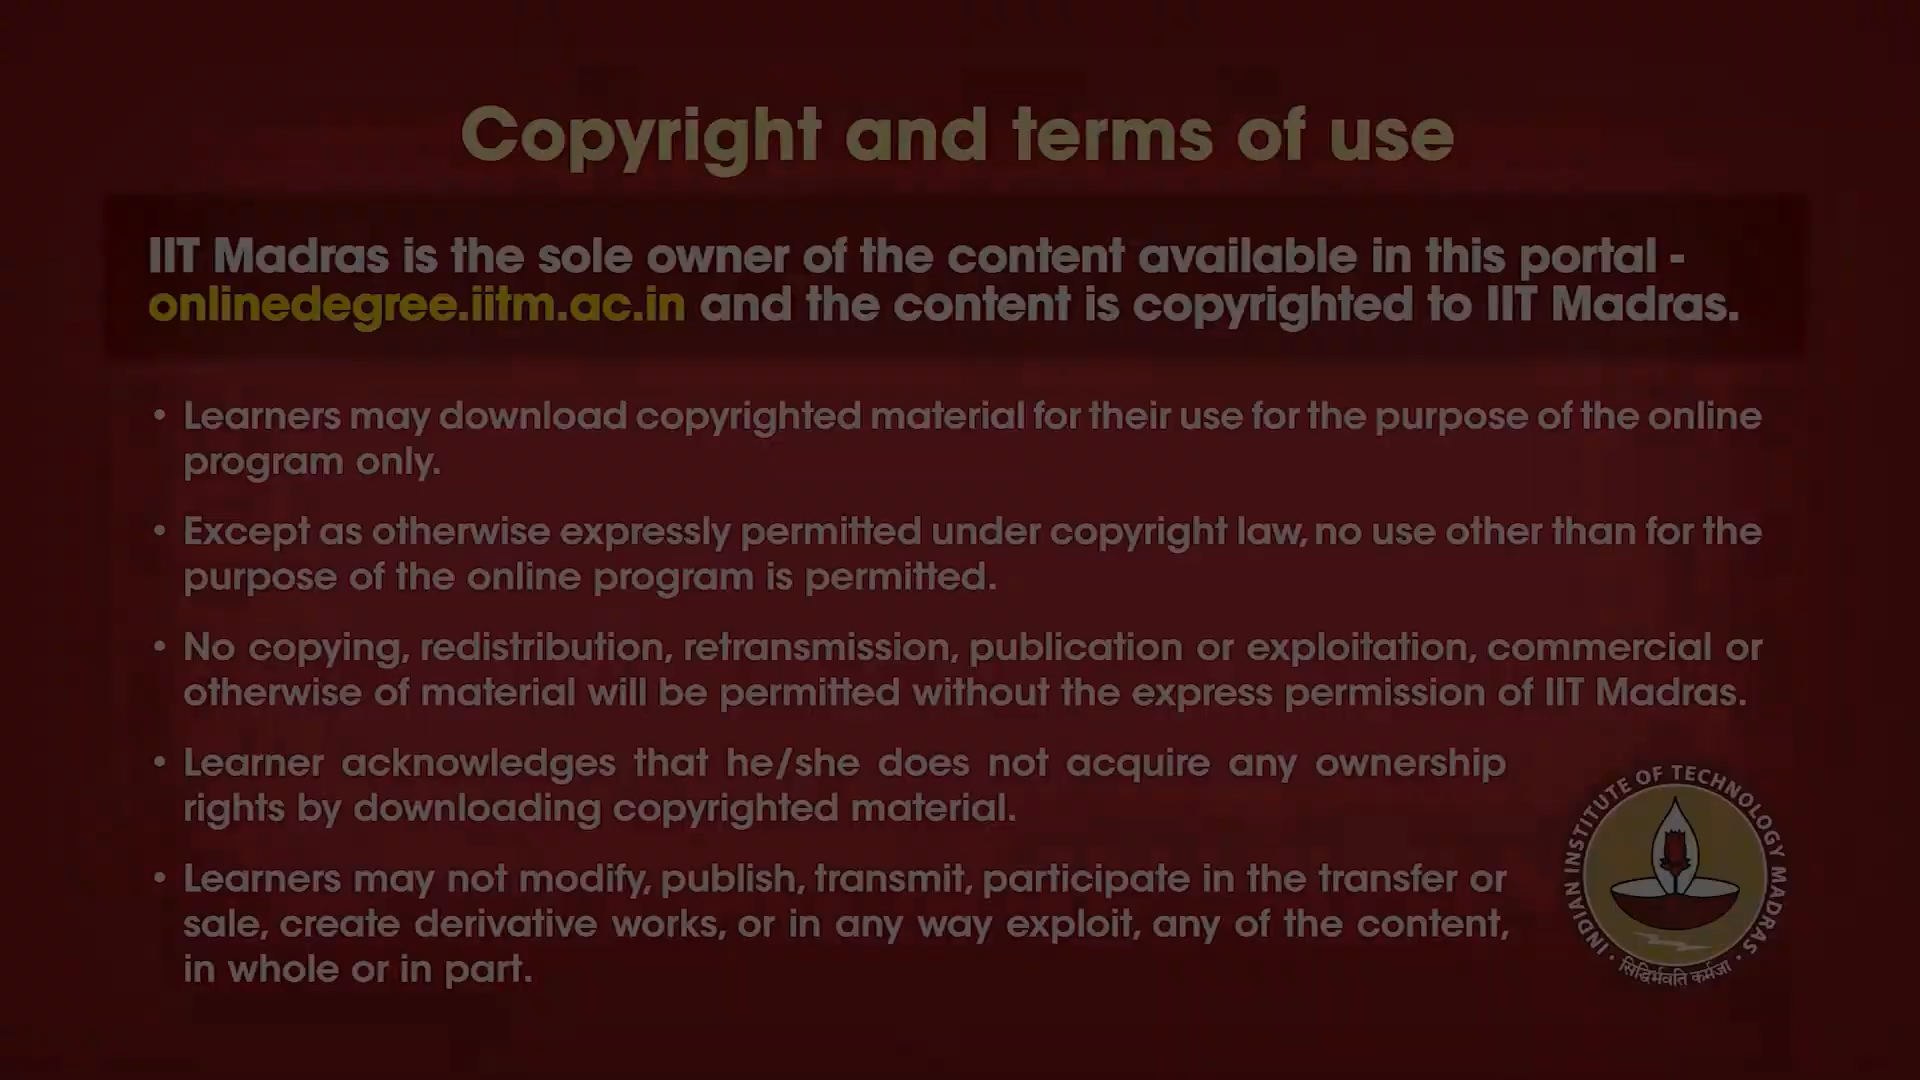 Copyright and terms of use
IIT Madras is the sole owner of the content available in this portal -
onlinedegree.iitm.ac.in and the content is copyrighted to IIT Madras.
• Learners may download copyrighted material for their use for the purpose of the online
program only.
• Except as otherwise expressly permitted under copyright law, no use other than for the
purpose of the online program is permitted.
• No copying, redistribution, retransmission, publication or exploitation, commercial or
otherwise of material will be permitted without the express permission of IIT Madras.
• Learner acknowledges that he/she does not acquire any ownership
rights by downloading copyrighted material.
• Learners may not modify, publish, transmit, participate in the transfer or
sale, create derivative works, or in any way exploit, any of the content,
in whole or in part.
INDIAN INSTITUTE OF TECHNOLOGY MADRAS
सिद्धिर्भवति कर्मजा